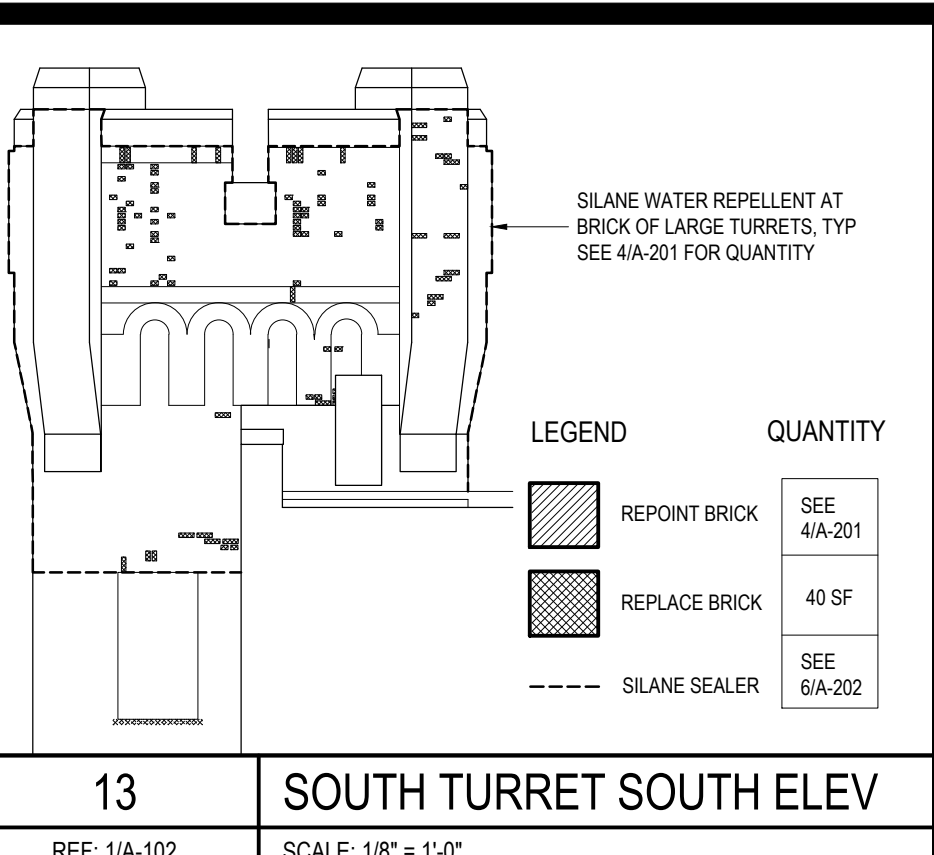 SILANE WATER REPELLENT AT
BRICK OF LARGE TURRETS, TYP
SEE 4/A-201 FOR QUANTITY
LEGEND QUANTITY
REPOINT BRICK SEE
4/A-201
REPLACE BRICK 40 SF
SILANE SEALER SEE
6/A-202
13 SOUTH TURRET SOUTH ELEV
REF: 1/A-102 SCALE: 1/8" = 1'-0"